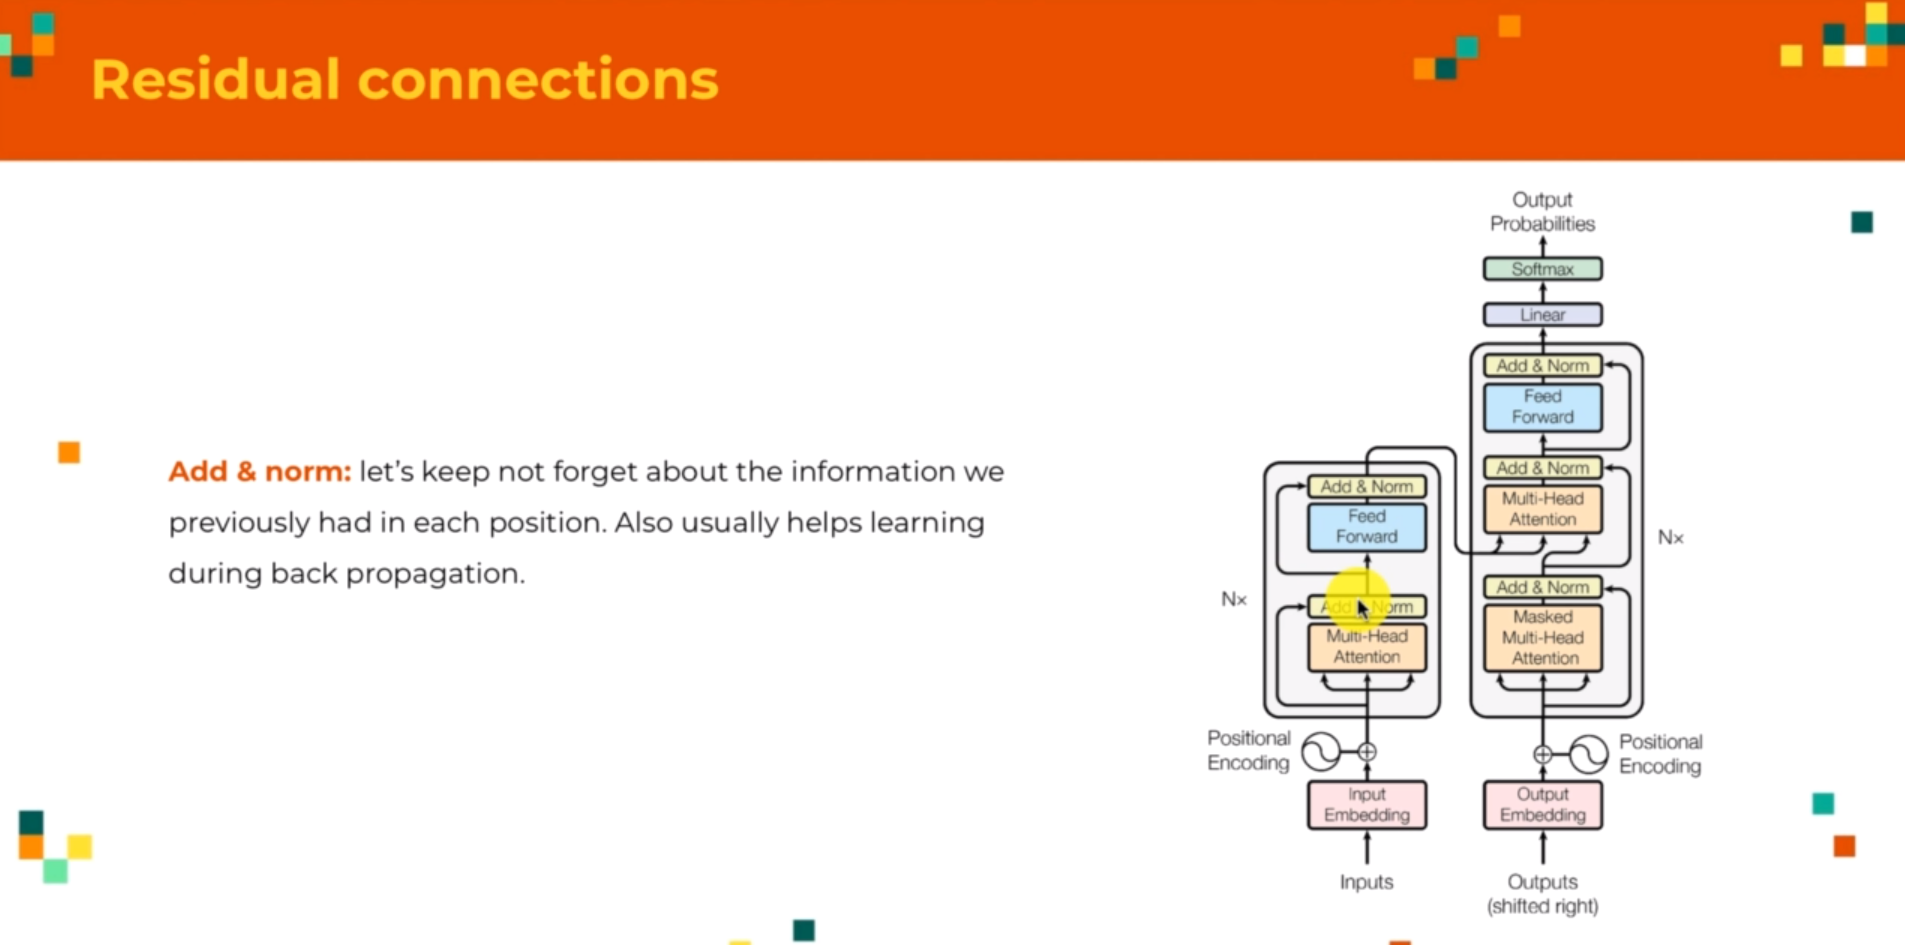 Residual connections
Add & norm: let's keep not forget about the information we
previously had in each position. Also usually helps learning
during back propagation.
Output
Probabilities
Softmax
Linear
Add & Norm
Feed
Forward
Add & Norm
Multi-Head
Attention
Nx
Add & Norm
Masked
Multi-Head
Attention
Add & Norm
Feed
Forward
Nx
Add & Norm
Multi-Head
Attention
Positional
Encoding
Positional
Encoding
Input
Embedding
Output
Embedding
Inputs
Outputs
(shifted right)